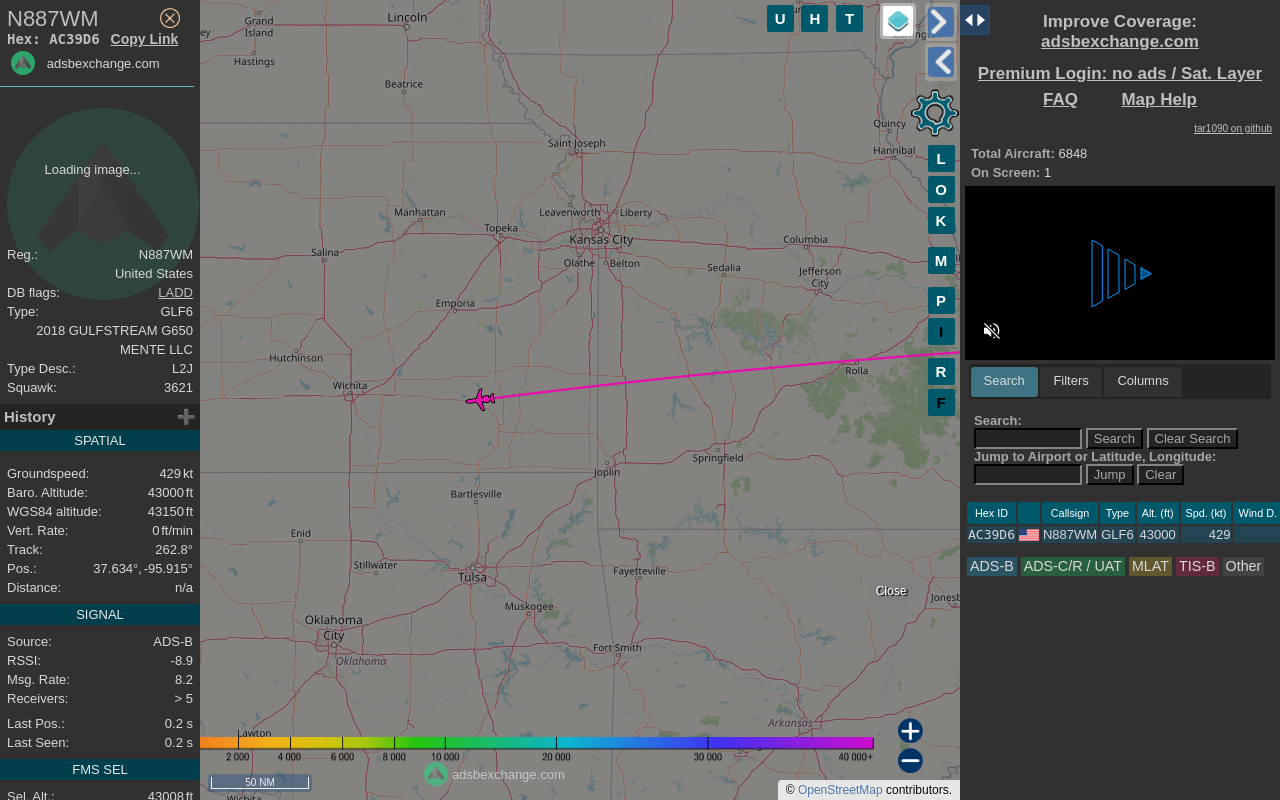 N887WM
Hex: AC39D6 Copy Link
adsbexchange.com
Loading image...
Reg.: N887WM
United States
DB flags: LADD
Type: GLF6
2018 GULFSTREAM G650
MENTE LLC
Type Desc.: L2J
Squawk: 3621
History
SPATIAL
Groundspeed: 429 kt
Baro. Altitude: 43000 ft
WGS84 altitude: 43150 ft
Vert. Rate: 0 ft/min
Track: 262.8°
Pos.: 37.634°, -95.915°
Distance: n/a
SIGNAL
Source: ADS-B
RSSI: -8.9
Msg. Rate: 8.2
Receivers: > 5
Last Pos.: 0.2 s
Last Seen: 0.2 s
FMS SEL
Sel. Alt.: 43008 ft
Lincoln
Grand
Island
Hastings
Beatrice
Saint Joseph
Quincy
Hannibal
Manhattan
Leavenworth
Liberty
Topeka
Kansas City
Salina
Olathe
Belton
Columbia
Sedalia
Jefferson
City
Emporia
Hutchinson
Wichita
Rolla
Joplin
Springfield
Bartlesville
Enid
Stillwater
Tulsa
Fayetteville
Muskogee
Oklahoma
City
Oklahoma
Fort Smith
Arkansas
Lawton
Wichita
Close
U H T
L
O
K
M
P
I
R
F
2 000 4 000 6 000 8 000 10 000 20 000 30 000 40 000+
adsbexchange.com
50 NM
© OpenStreetMap contributors.
Improve Coverage:
adsbexchange.com
Premium Login: no ads / Sat. Layer
FAQ Map Help
tar1090 on github
Total Aircraft: 6848
On Screen: 1
Search Filters Columns
Search:
Search Clear Search
Jump to Airport or Latitude, Longitude:
Jump Clear
Hex ID Callsign Type Alt. (ft) Spd. (kt) Wind D.
AC39D6 N887WM GLF6 43000 429
ADS-B ADS-C/R / UAT MLAT TIS-B Other